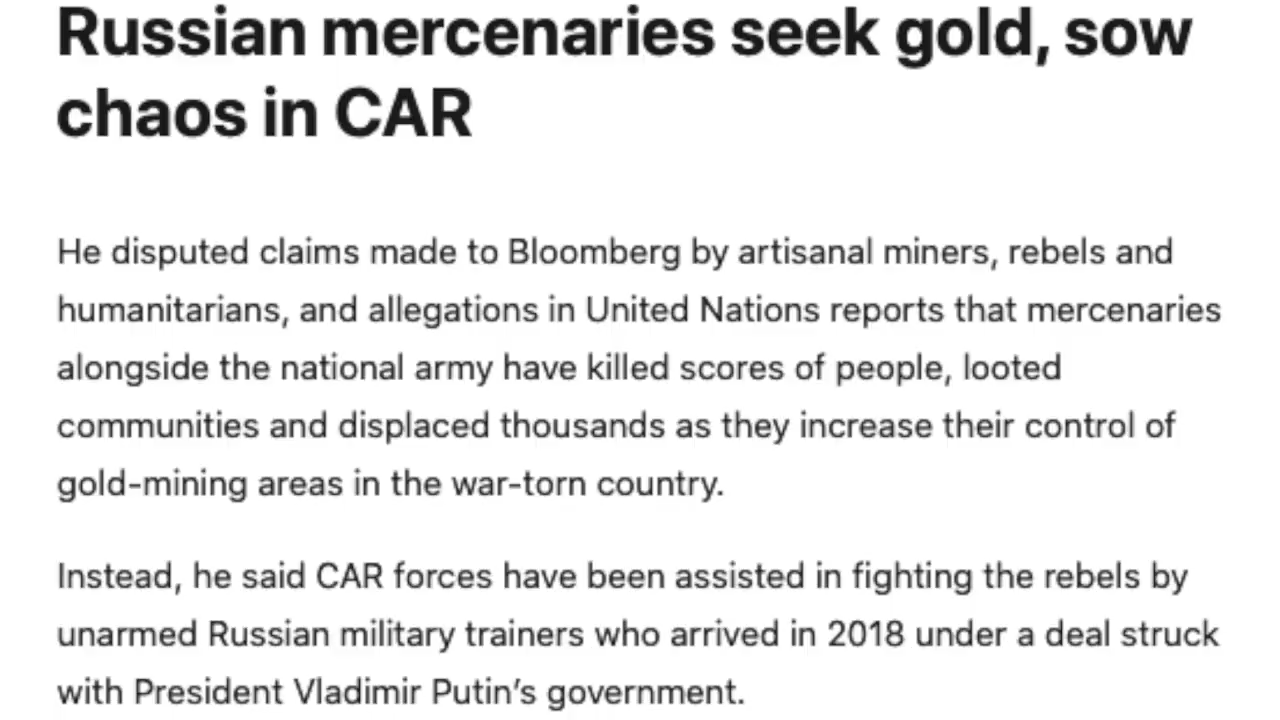 Russian mercenaries seek gold, sow
chaos in CAR
He disputed claims made to Bloomberg by artisanal miners, rebels and
humanitarians, and allegations in United Nations reports that mercenaries
alongside the national army have killed scores of people, looted
communities and displaced thousands as they increase their control of
gold-mining areas in the war-torn country.
Instead, he said CAR forces have been assisted in fighting the rebels by
unarmed Russian military trainers who arrived in 2018 under a deal struck
with President Vladimir Putin’s government.